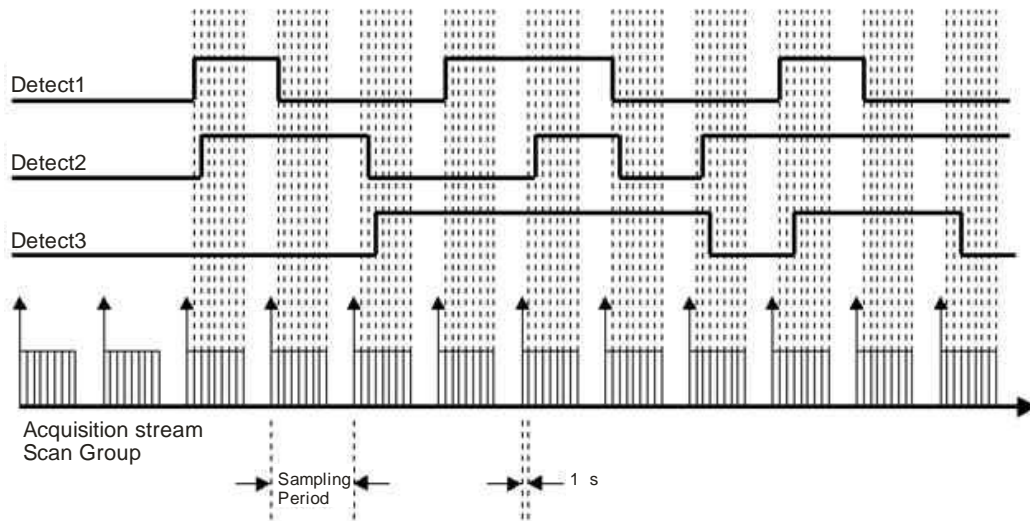 Detect1
Detect2
Detect3
Acquisition stream
Scan Group
Sampling
Period
1 s